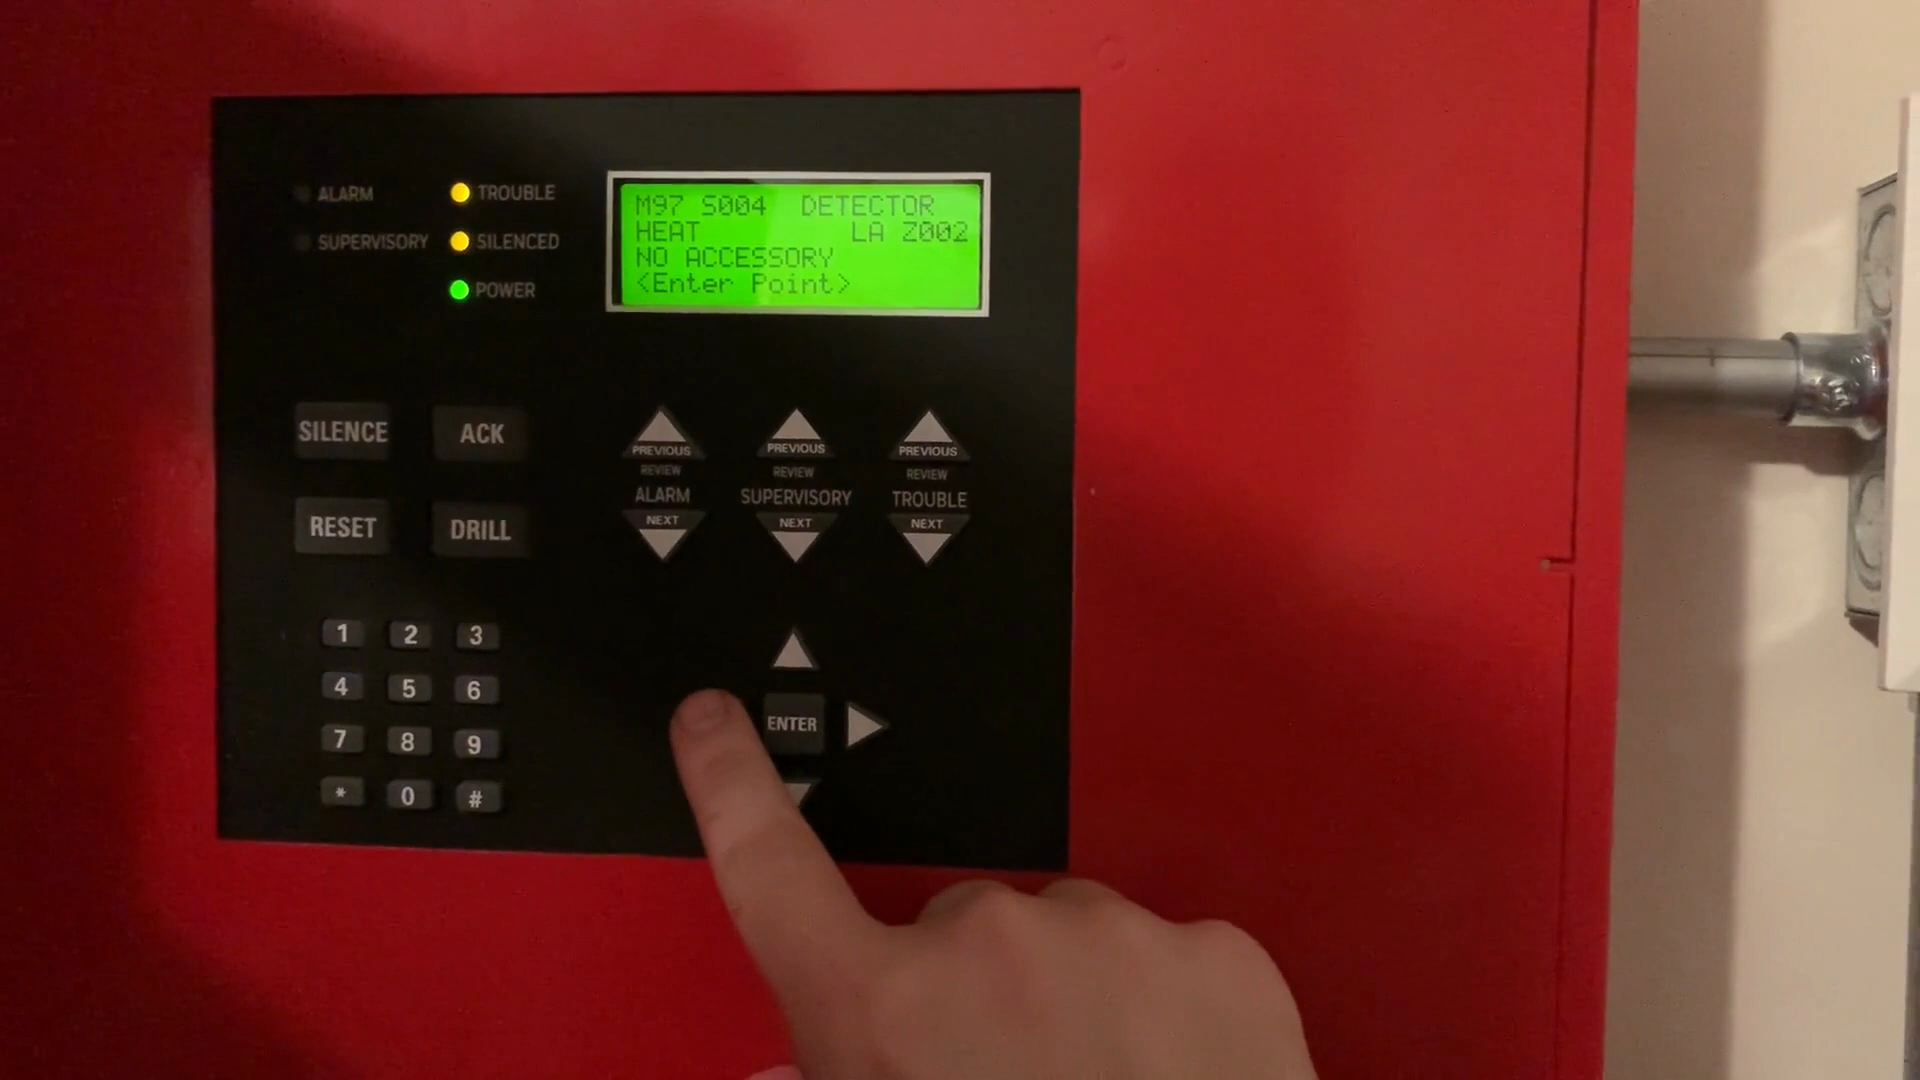 ALARM
TROUBLE
SUPERVISORY
SILENCED
POWER
M97 S004 DETECTOR
HEAT LA Z002
NO ACCESSORY
<Enter Point>
SILENCE ACK
RESET DRILL
PREVIOUS PREVIOUS PREVIOUS
REVIEW REVIEW REVIEW
ALARM SUPERVISORY TROUBLE
NEXT NEXT NEXT
1 2 3
4 5 6
7 8 9
* 0 #
ENTER